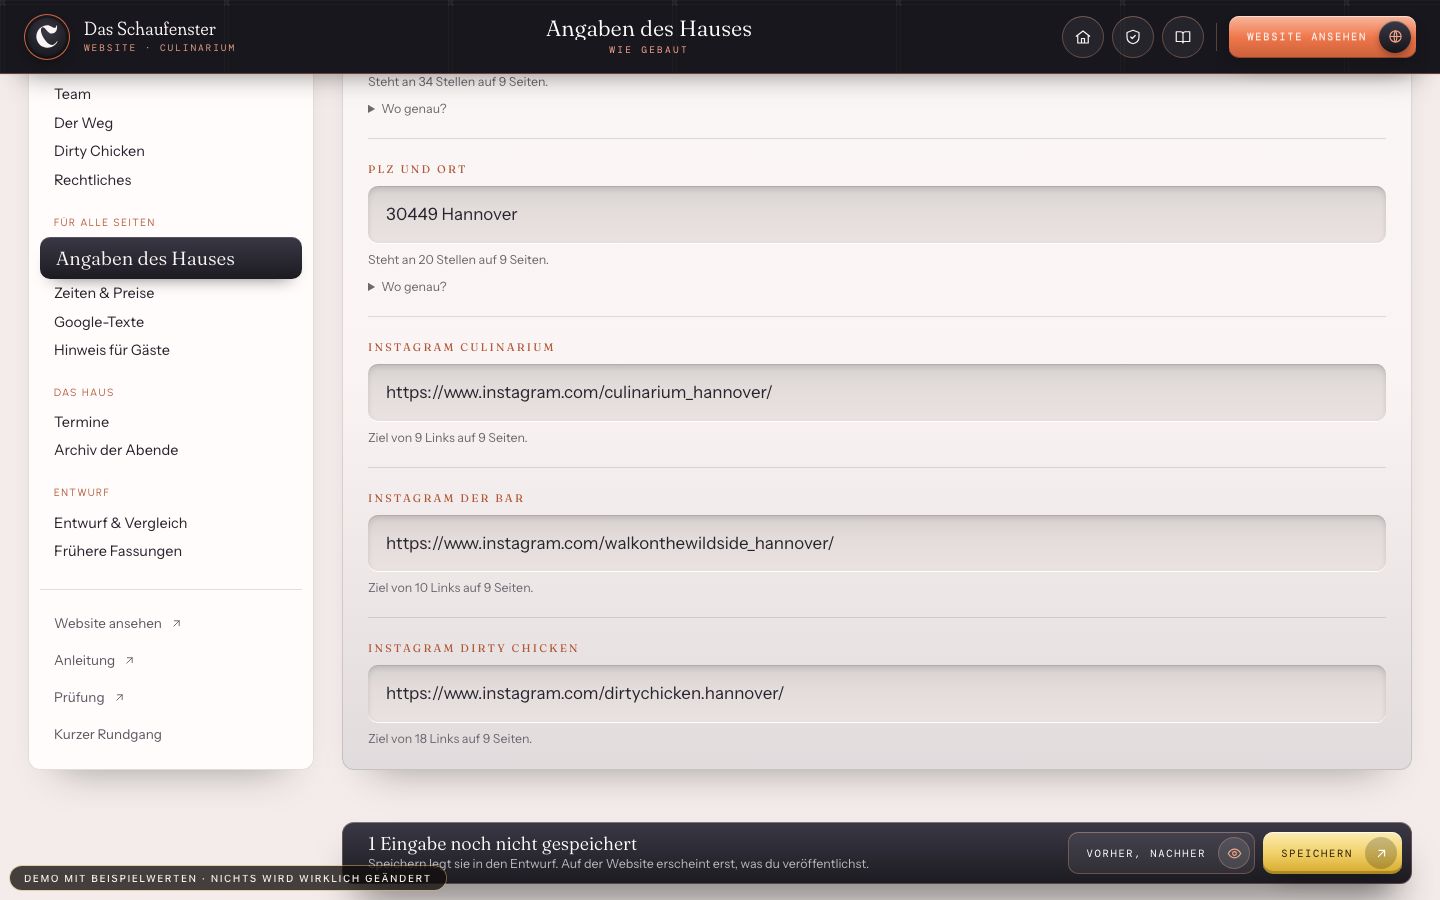 Das Schaufenster
WEBSITE · CULINARIUM
Angaben des Hauses
WIE GEBAUT
WEBSITE ANSEHEN
Team
Der Weg
Dirty Chicken
Rechtliches
FÜR ALLE SEITEN
Angaben des Hauses
Zeiten & Preise
Google-Texte
Hinweis für Gäste
DAS HAUS
Termine
Archiv der Abende
ENTWURF
Entwurf & Vergleich
Frühere Fassungen
Website ansehen
Anleitung
Prüfung
Kurzer Rundgang
Steht an 34 Stellen auf 9 Seiten.
Wo genau?
PLZ UND ORT
30449 Hannover
Steht an 20 Stellen auf 9 Seiten.
Wo genau?
INSTAGRAM CULINARIUM
https://www.instagram.com/culinarium_hannover/
Ziel von 9 Links auf 9 Seiten.
INSTAGRAM DER BAR
https://www.instagram.com/walkonthewildside_hannover/
Ziel von 10 Links auf 9 Seiten.
INSTAGRAM DIRTY CHICKEN
https://www.instagram.com/dirtychicken.hannover/
Ziel von 18 Links auf 9 Seiten.
1 Eingabe noch nicht gespeichert
Speichern legt sie in den Entwurf. Auf der Website erscheint erst, was du veröffentlichst.
VORHER, NACHHER
SPEICHERN
DEMO MIT BEISPIELWERTEN · NICHTS WIRD WIRKLICH GEÄNDERT